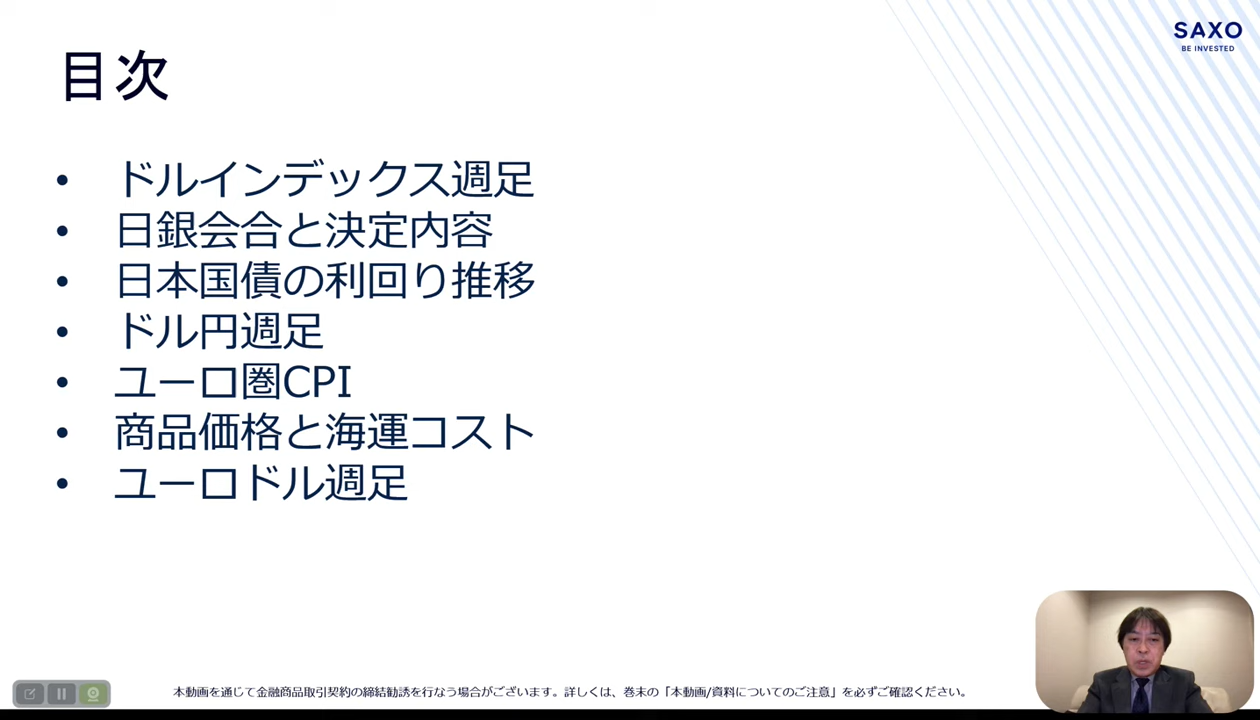 SAXO
BE INVESTED
目次
• ドルインデックス週足
• 日銀会合と決定内容
• 日本国債の利回り推移
• ドル円週足
• ユーロ圏CPI
• 商品価格と海運コスト
• ユーロドル週足
本動画を通じて金融商品取引契約の締結勧誘を行なう場合がございます。詳しくは、巻末の「本動画/資料についてのご注意」を必ずご確認ください。